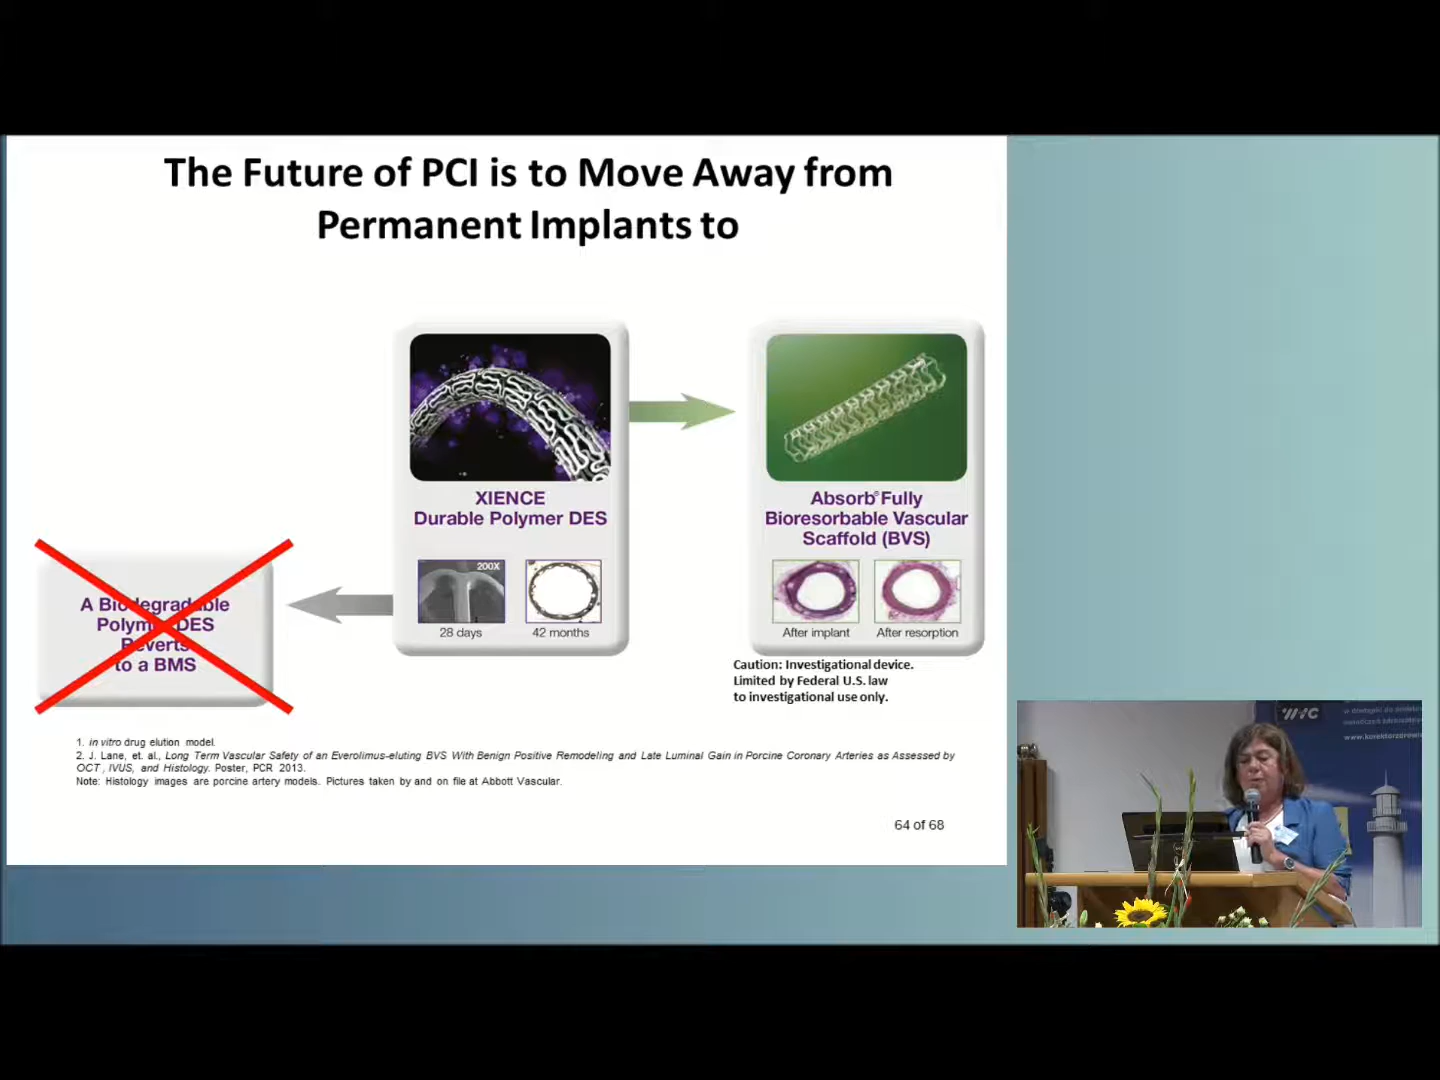 The Future of PCI is to Move Away from
Permanent Implants to
XIENCE
Durable Polymer DES
200X
28 days
42 months
Absorb® Fully
Bioresorbable Vascular
Scaffold (BVS)
After implant
After resorption
A Biodegradable
Polymer DES
Reverts
to a BMS
Caution: Investigational device.
Limited by Federal U.S. law
to investigational use only.
1. in vitro drug elution model.
2. J. Lane, et. al., Long Term Vascular Safety of an Everolimus-eluting BVS With Benign Positive Remodeling and Late Luminal Gain in Porcine Coronary Arteries as Assessed by
OCT , IVUS, and Histology. Poster, PCR 2013.
Note: Histology images are porcine artery models. Pictures taken by and on file at Abbott Vascular.
64 of 68
w dostępie do